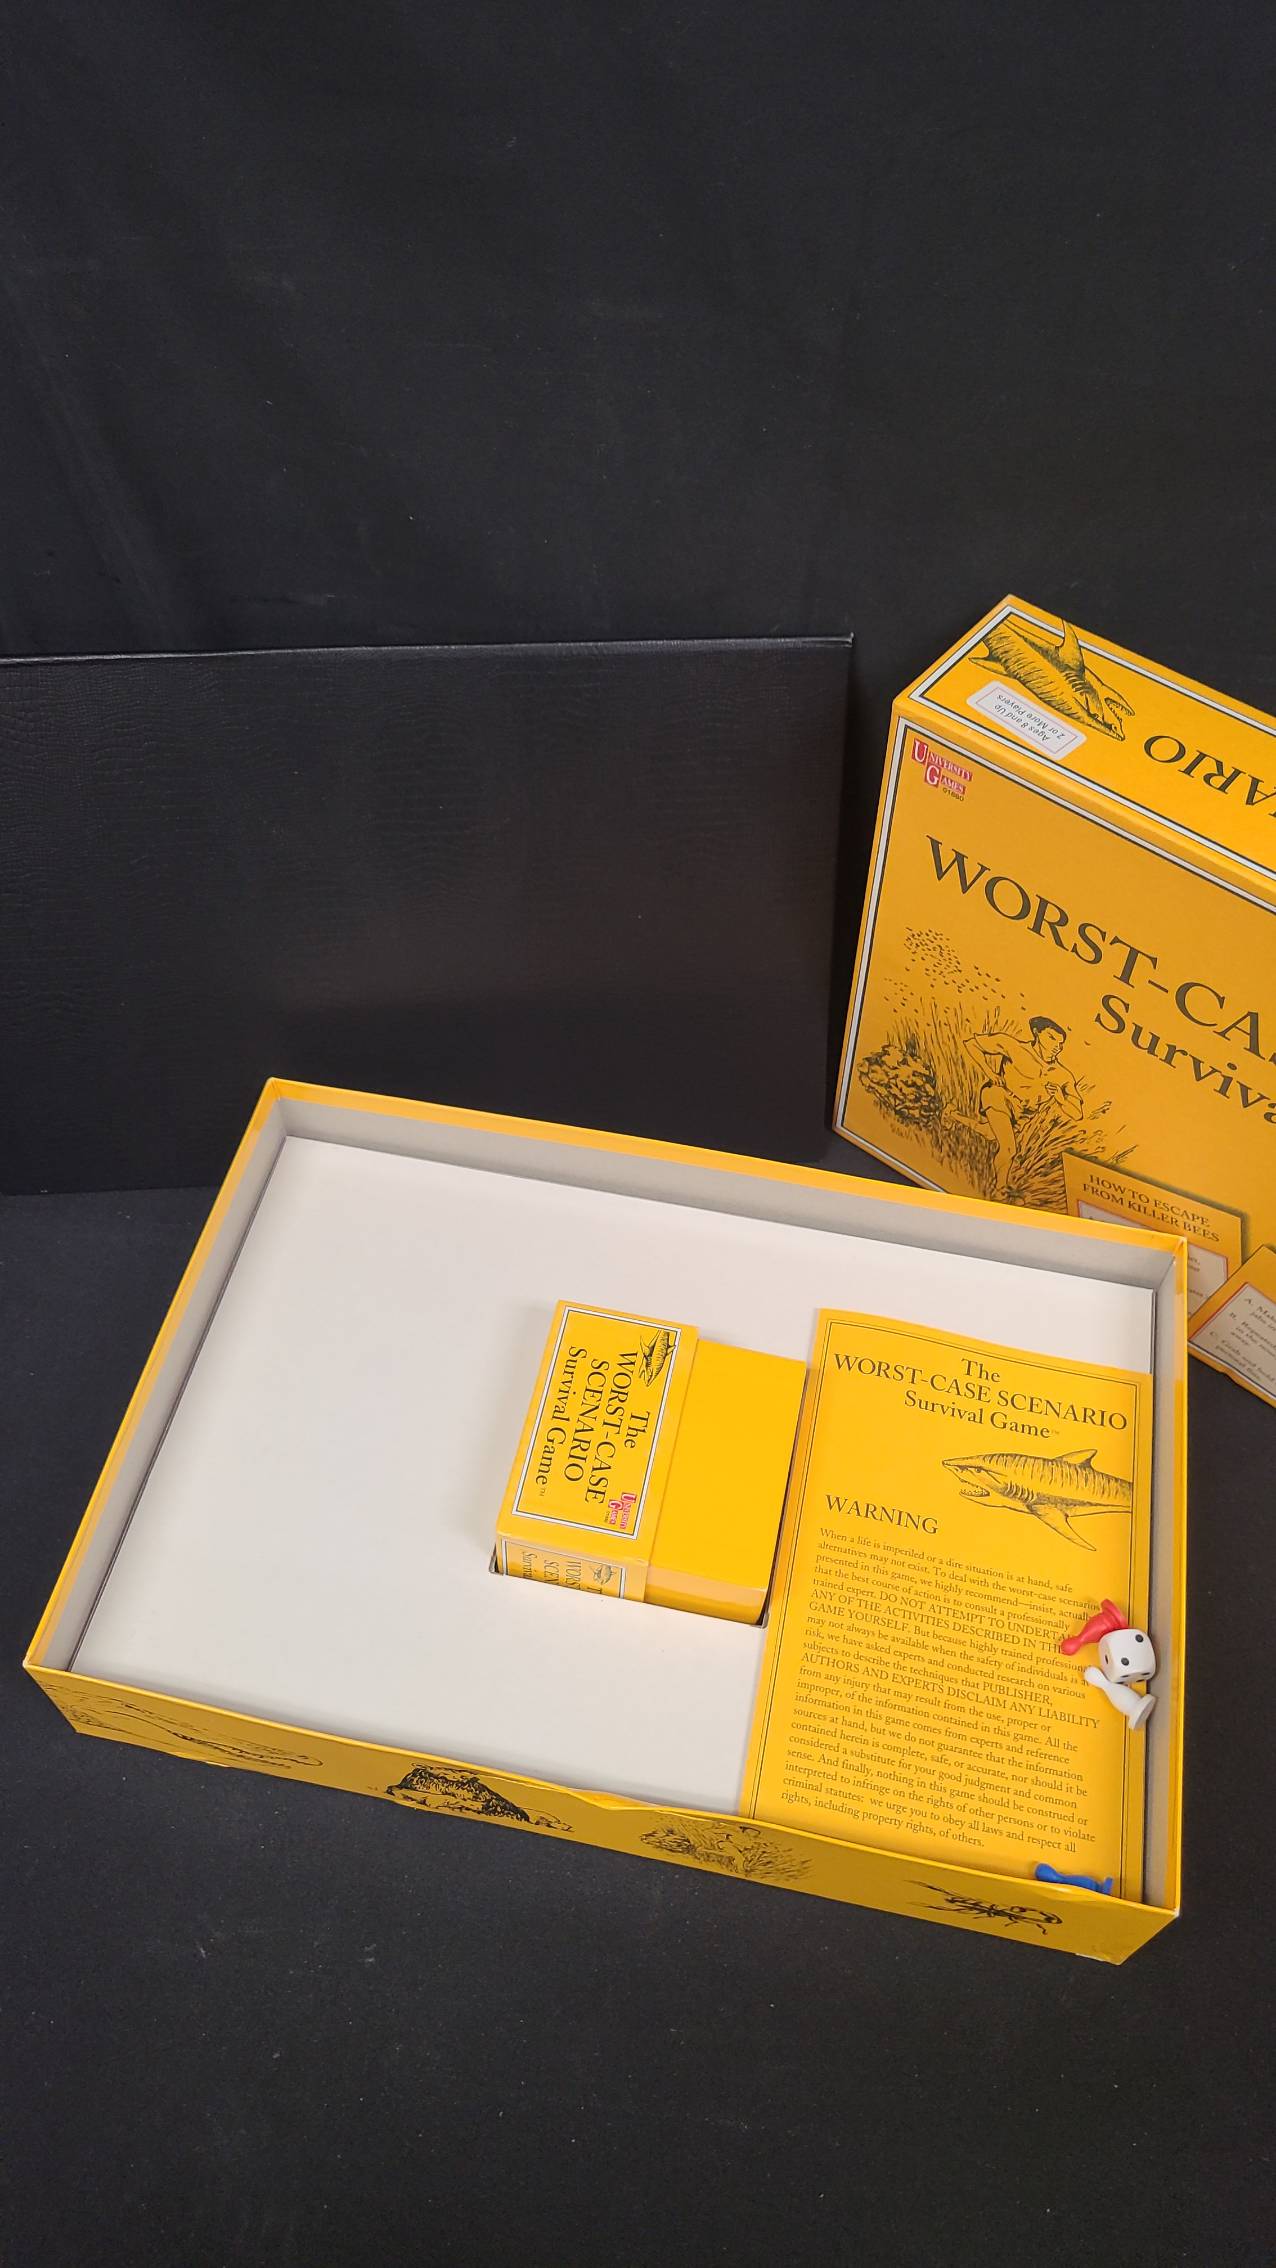 Ages 8 and Up
2 or More Players
UNIVERSITY
GAMES
01880
WORST-CAS
Surviva
HOW TO ESCAPE
FROM KILLER BEES
The
WORST-CASE
SCENARIO
Survival Game™
UNIVERSITY
GAMES
The
WORST-CASE SCENARIO
Survival Game™
WARNING
When a life is imperiled or a dire situation is at hand, safe
alternatives may not exist. To deal with the worst-case scenarios
presented in this game, we highly recommend—insist, actually
that the best course of action is to consult a professionally
trained expert. DO NOT ATTEMPT TO UNDERTA
ANY OF THE ACTIVITIES DESCRIBED IN THE
GAME YOURSELF. But because highly trained profession
may not always be available when the safety of individuals is at
risk, we have asked experts and conducted research on various
subjects to describe the techniques that PUBLISHER,
AUTHORS AND EXPERTS DISCLAIM ANY LIABILITY
from any injury that may result from the use, proper or
improper, of the information contained in this game. All the
information in this game comes from experts and reference
sources at hand, but we do not guarantee that the information
contained herein is complete, safe, or accurate, nor should it be
considered a substitute for your good judgment and common
sense. And finally, nothing in this game should be construed or
interpreted to infringe on the rights of other persons or to violate
criminal statutes: we urge you to obey all laws and respect all
rights, including property rights, of others.